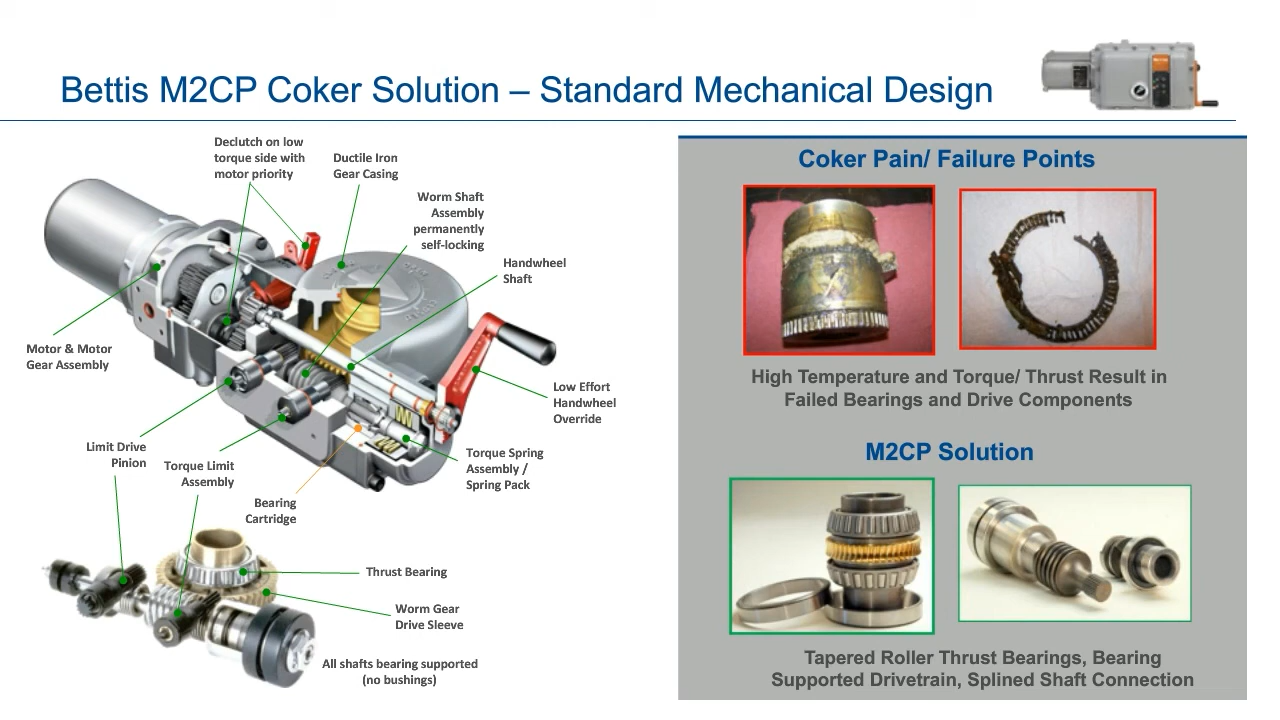 Bettis M2CP Coker Solution – Standard Mechanical Design
Declutch on low
torque side with
motor priority
Ductile Iron
Gear Casing
Worm Shaft
Assembly
permanently
self-locking
Handwheel
Shaft
Motor & Motor
Gear Assembly
Low Effort
Handwheel
Override
Limit Drive
Pinion
Torque Limit
Assembly
Torque Spring
Assembly /
Spring Pack
Bearing
Cartridge
Thrust Bearing
Worm Gear
Drive Sleeve
All shafts bearing supported
(no bushings)
Coker Pain/ Failure Points
High Temperature and Torque/ Thrust Result in
Failed Bearings and Drive Components
M2CP Solution
Tapered Roller Thrust Bearings, Bearing
Supported Drivetrain, Splined Shaft Connection